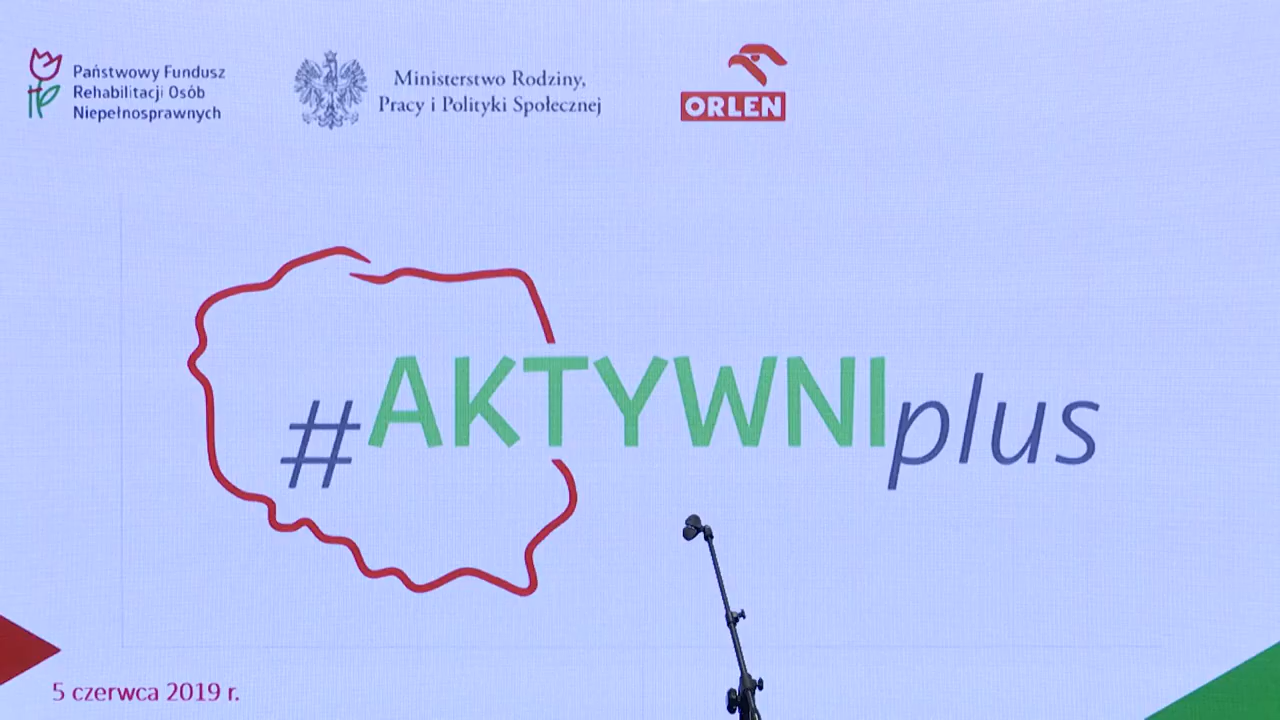 Państwowy Fundusz
Rehabilitacji Osób
Niepełnosprawnych
Ministerstwo Rodziny,
Pracy i Polityki Społecznej
ORLEN
#AKTYWNIplus
5 czerwca 2019 r.